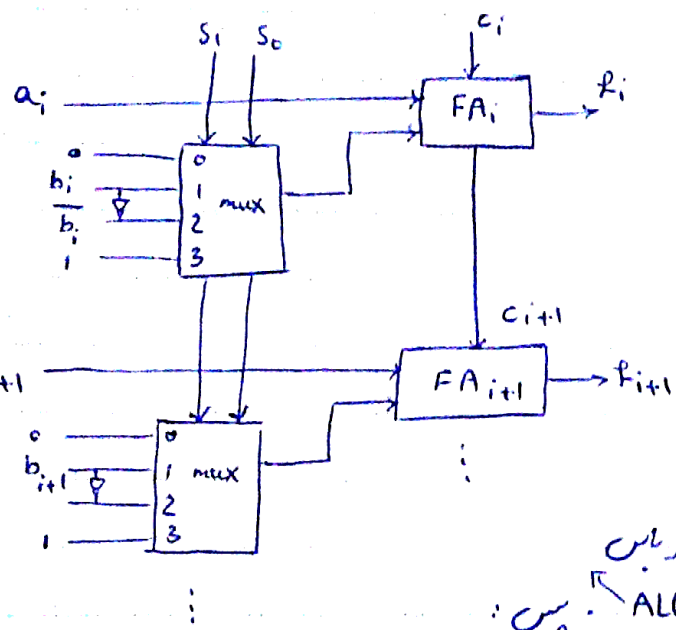 S₁ S₀ cᵢ
aᵢ FAᵢ fᵢ
0 0
bᵢ 1 mux
b̅ᵢ 2
1 3
cᵢ₊₁
+1 FAᵢ₊₁ fᵢ₊₁
0 0
bᵢ₊₁ 1 mux
2
1 3